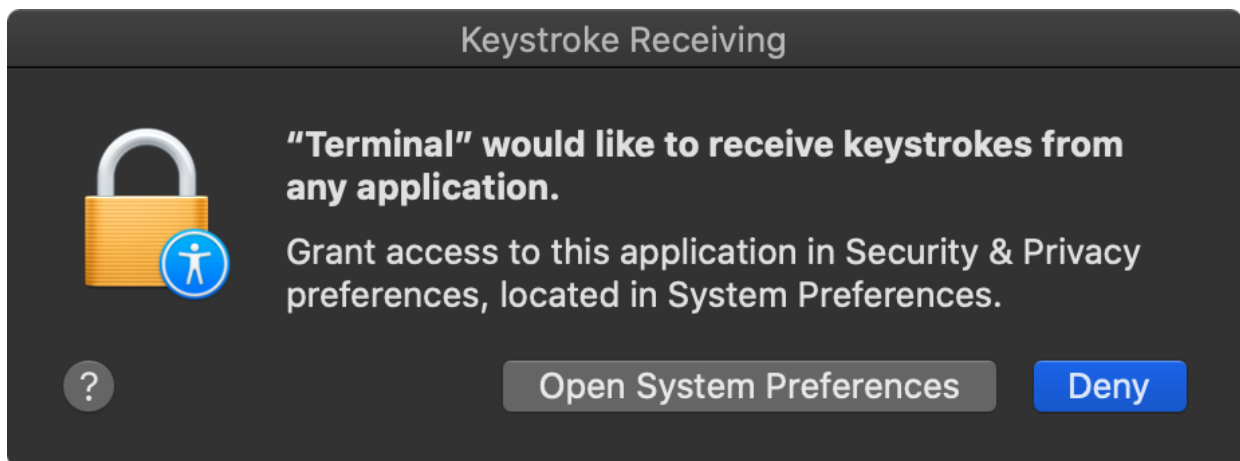 Keystroke Receiving
“Terminal” would like to receive keystrokes from
any application.
Grant access to this application in Security & Privacy
preferences, located in System Preferences.
?
Open System Preferences
Deny